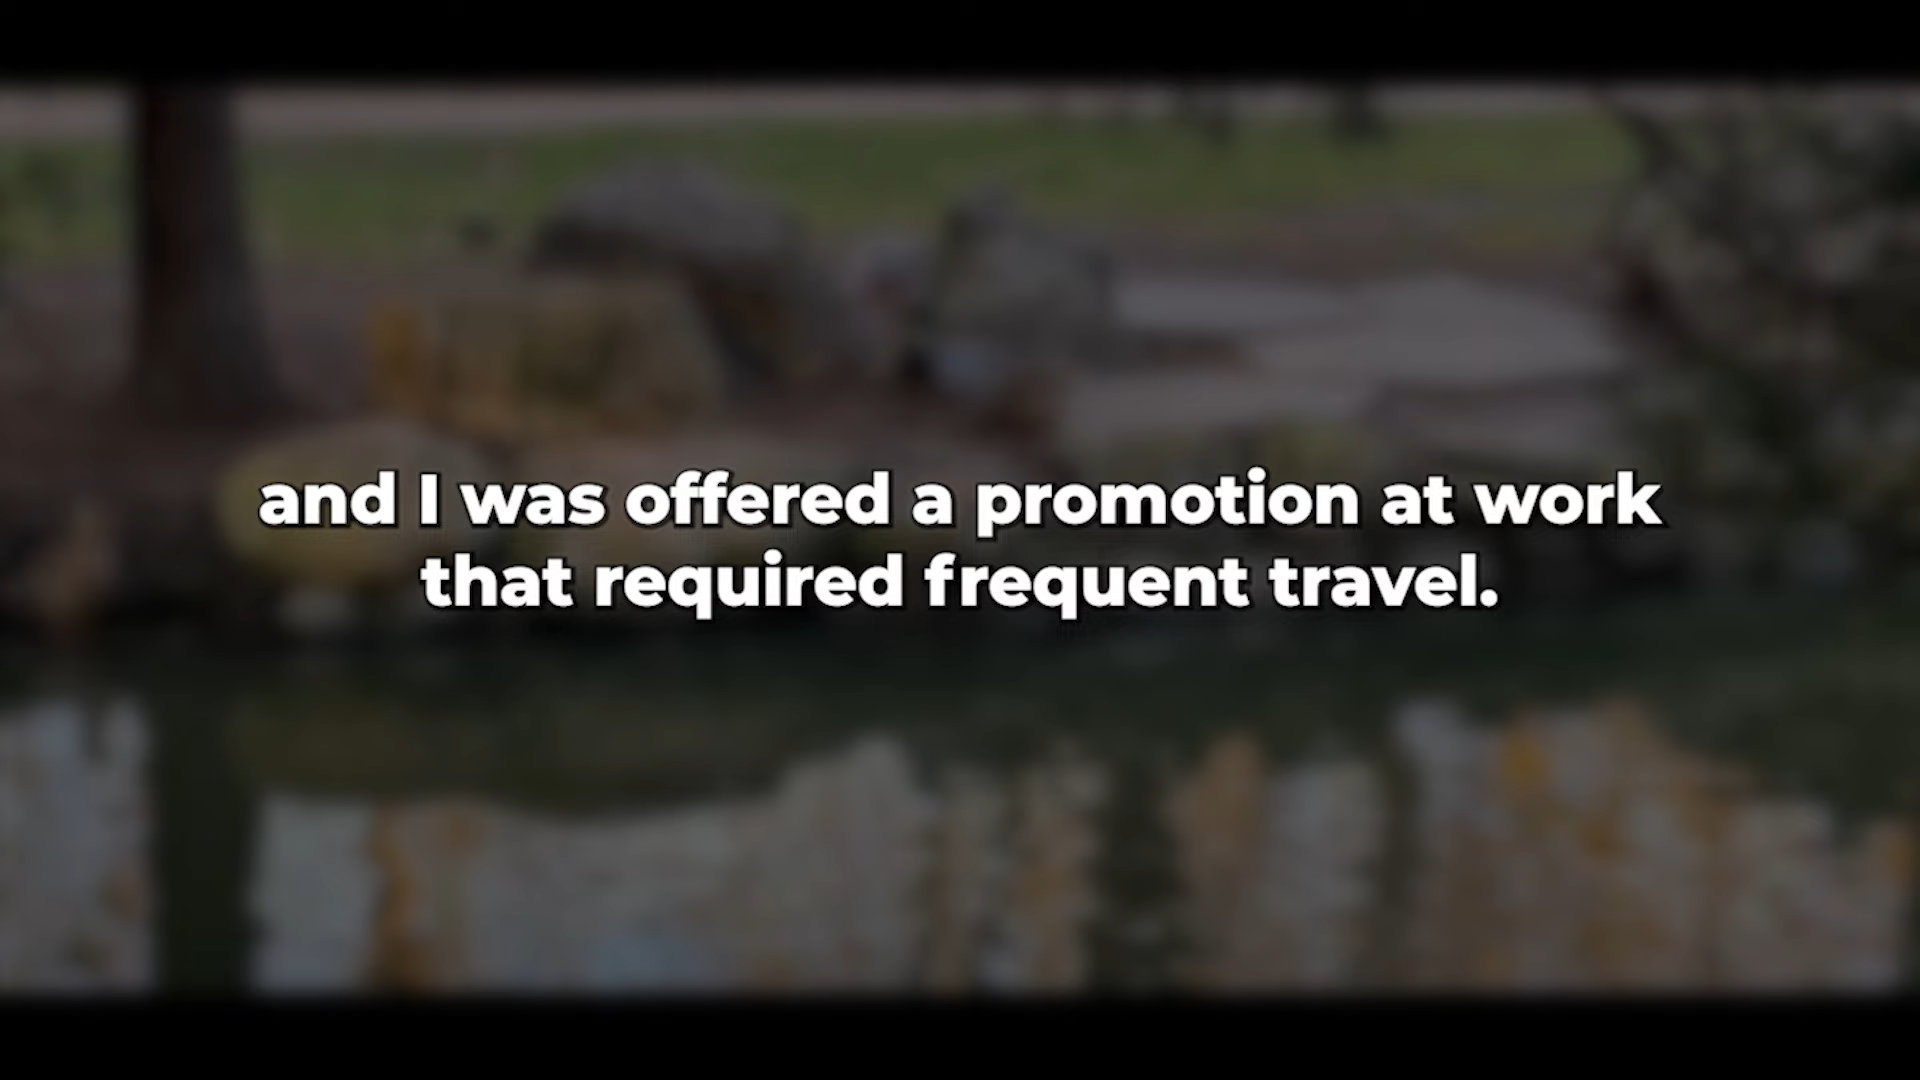 and I was offered a promotion at work
that required frequent travel.